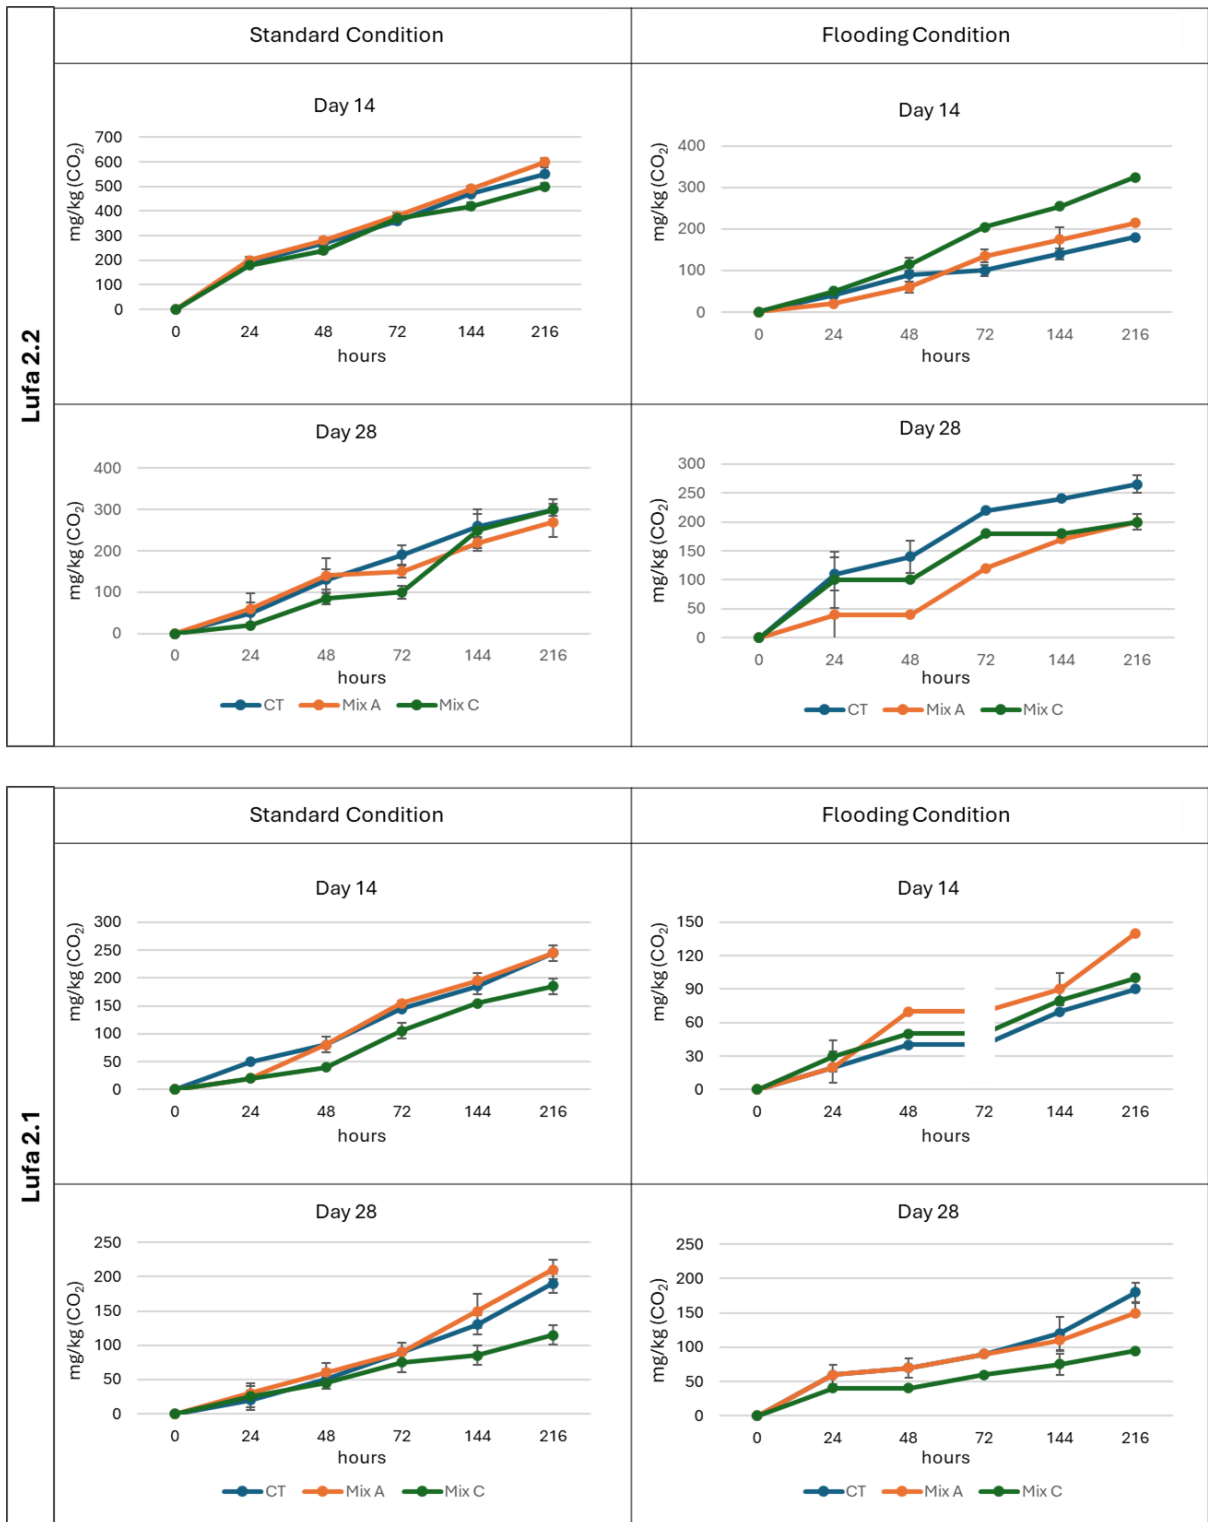 Lufa 2.2
Standard Condition
Flooding Condition
Day 14
mg/kg (CO₂)
700
600
500
400
300
200
100
0
0 24 48 72 144 216
hours
Day 14
mg/kg (CO₂)
400
300
200
100
0
0 24 48 72 144 216
hours
Day 28
mg/kg (CO₂)
400
300
200
100
0
0 24 48 72 144 216
hours
CT Mix A Mix C
Day 28
mg/kg (CO₂)
300
250
200
150
100
50
0
0 24 48 72 144 216
hours
CT Mix A Mix C
Lufa 2.1
Standard Condition
Flooding Condition
Day 14
mg/kg (CO₂)
300
250
200
150
100
50
0
0 24 48 72 144 216
hours
Day 14
mg/kg (CO₂)
150
120
90
60
30
0
0 24 48 72 144 216
hours
Day 28
mg/kg (CO₂)
250
200
150
100
50
0
0 24 48 72 144 216
hours
CT Mix A Mix C
Day 28
mg/kg (CO₂)
250
200
150
100
50
0
0 24 48 72 144 216
hours
CT Mix A Mix C